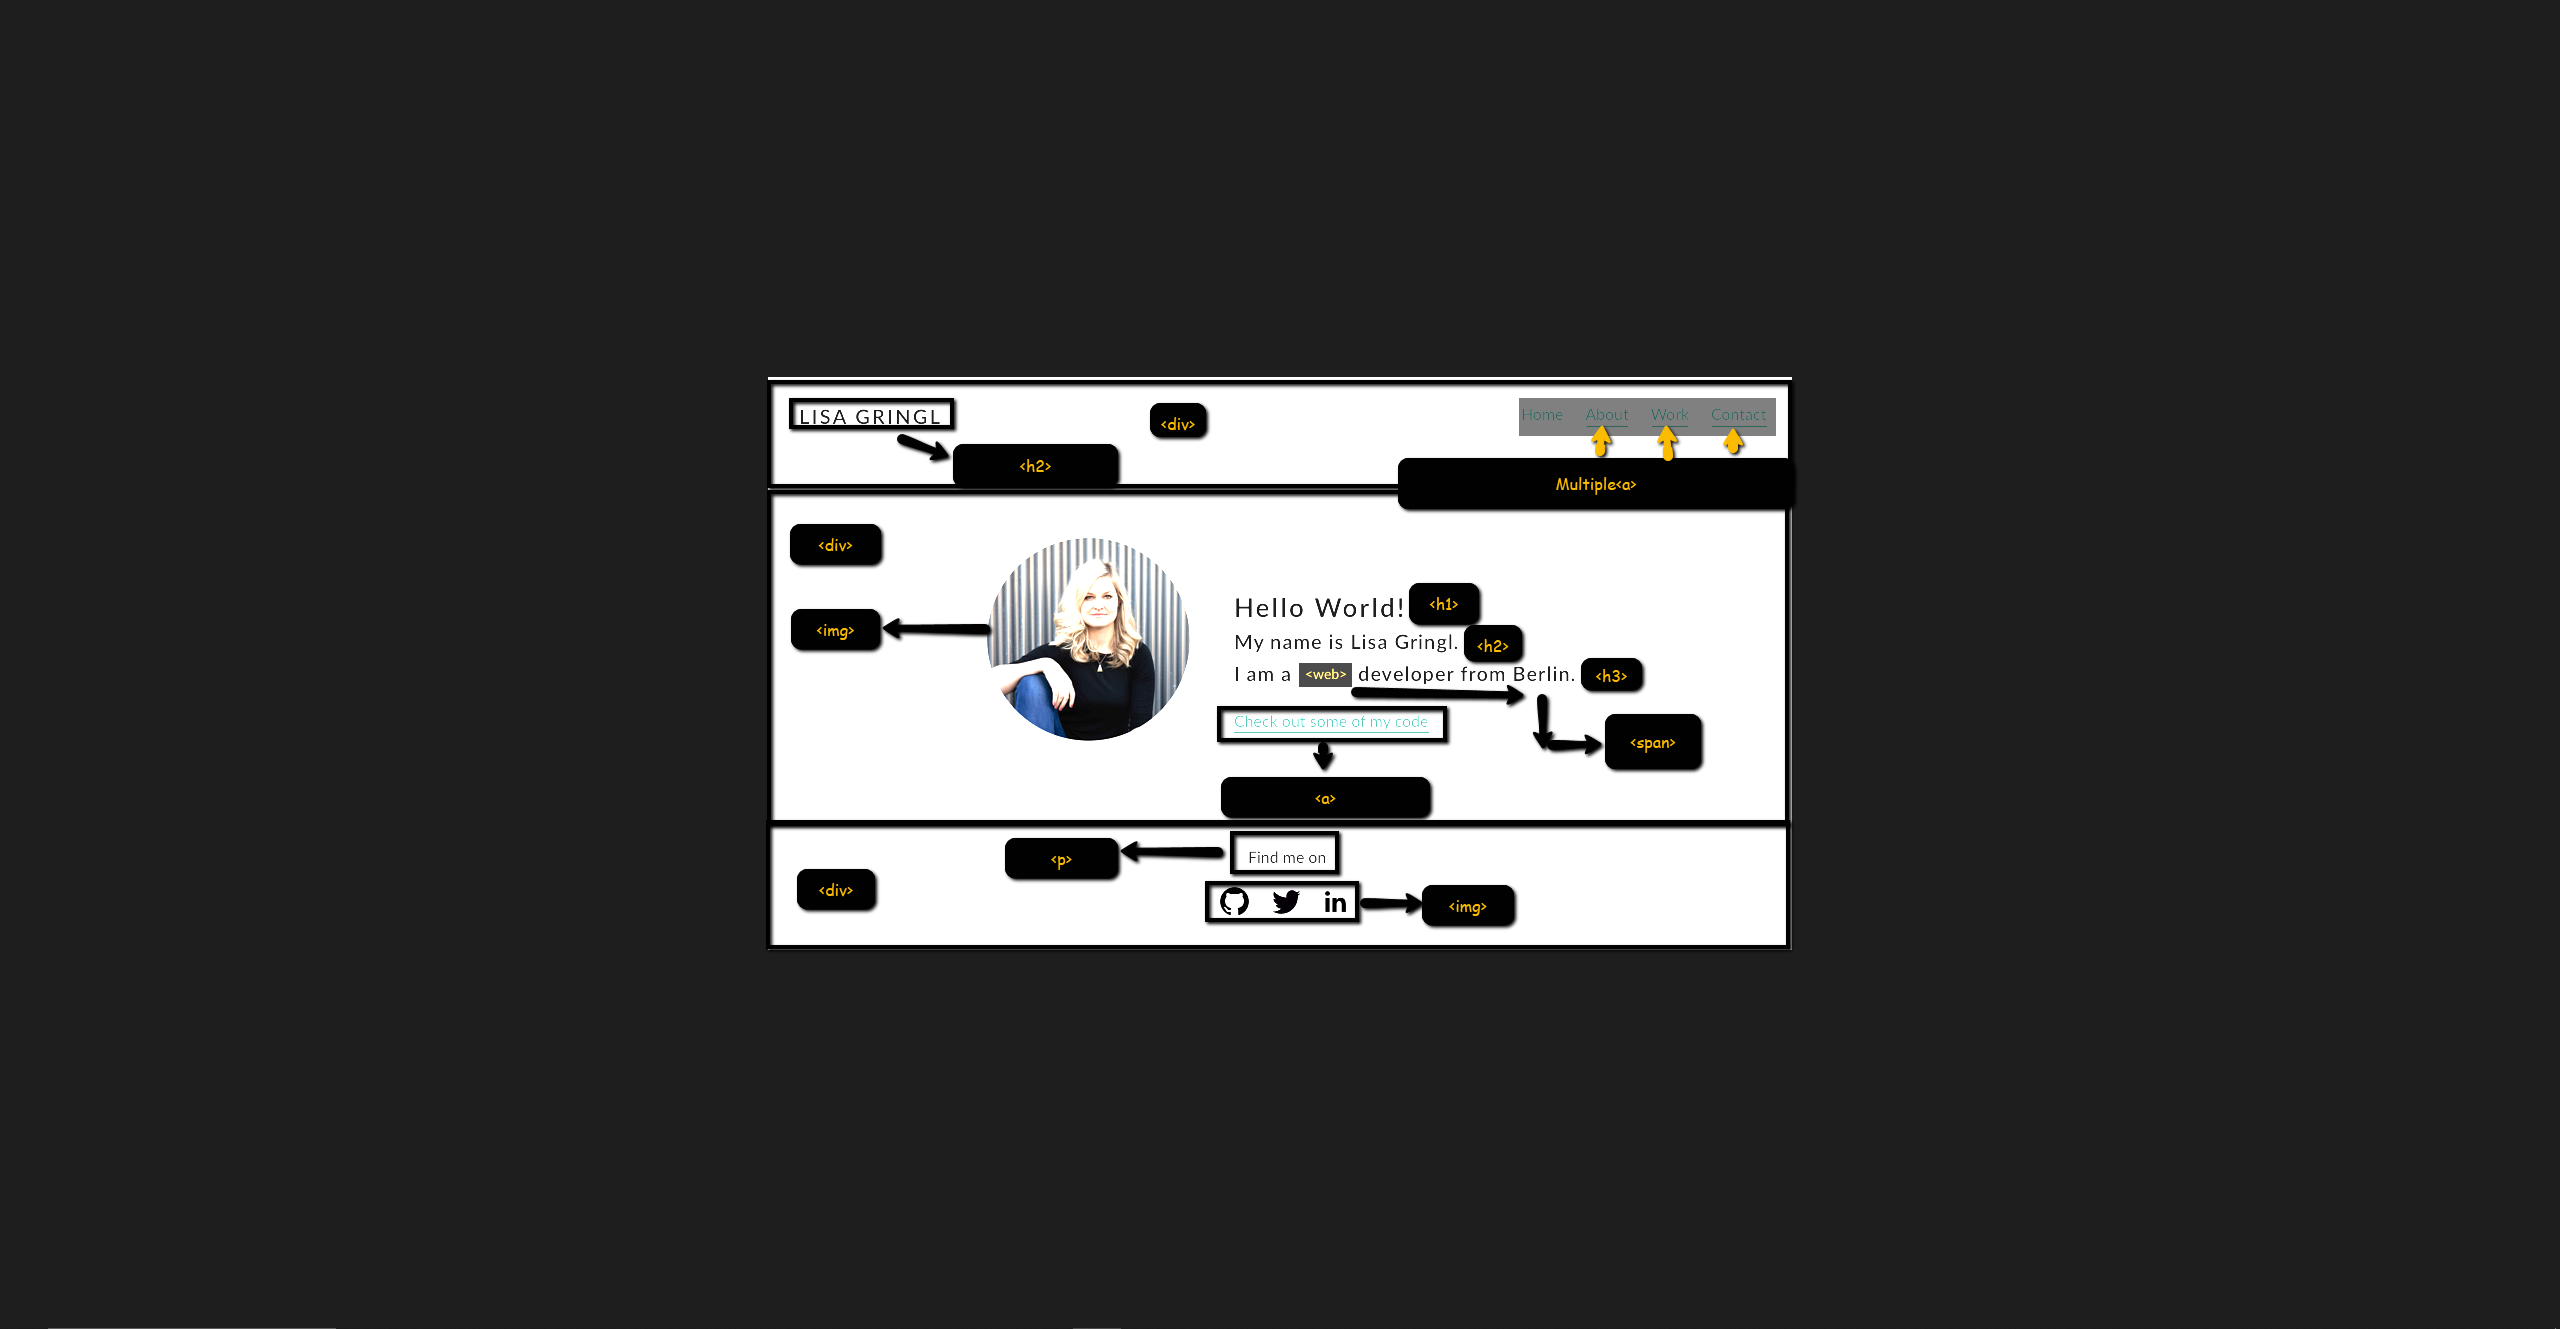 LISA GRINGL
<div>
Home About Work Contact
<h2>
Multiple<a>
<div>
<img>
Hello World! <h1>
My name is Lisa Gringl. <h2>
I am a <web> developer from Berlin. <h3>
Check out some of my code
<span>
<a>
<p>
Find me on
<div>
in
<img>